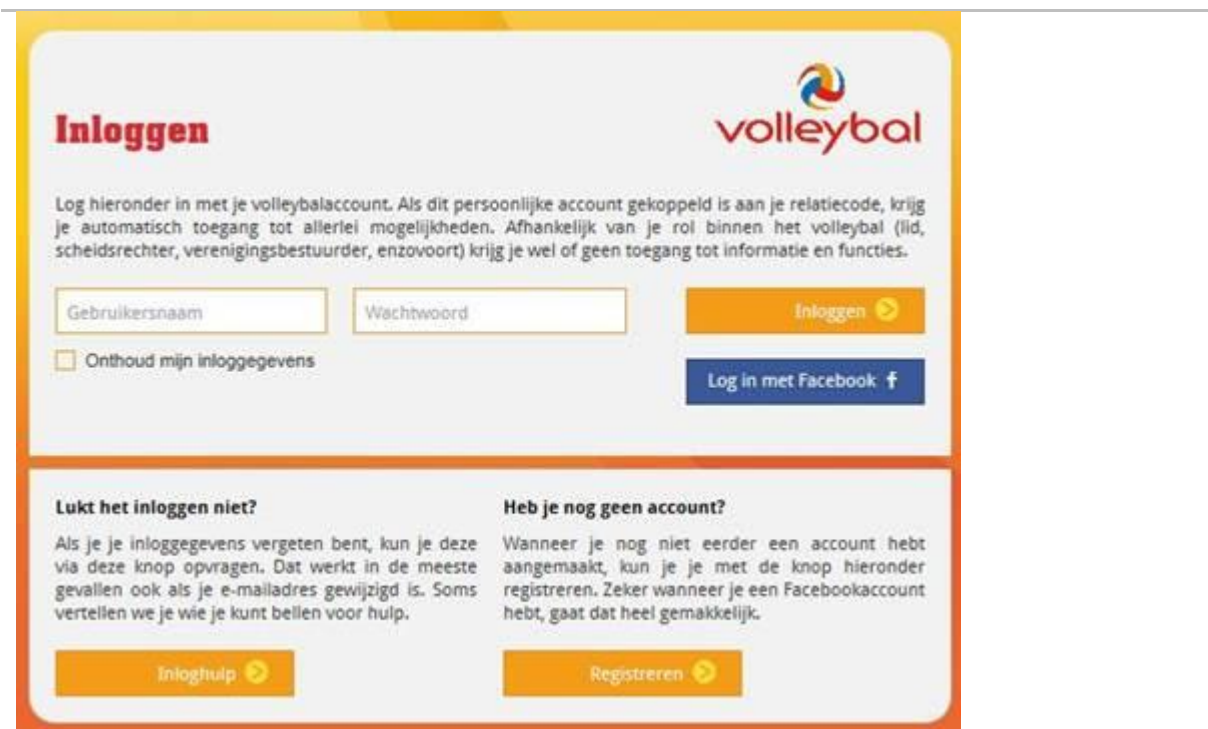 volleybal
Inloggen
Log hieronder in met je volleybalaccount. Als dit persoonlijke account gekoppeld is aan je relatiecode, krijg
je automatisch toegang tot allerlei mogelijkheden. Afhankelijk van je rol binnen het volleybal (lid,
scheidsrechter, verenigingsbestuurder, enzovoort) krijg je wel of geen toegang tot informatie en functies.
Gebruikersnaam
Wachtwoord
Inloggen
Onthoud mijn inloggegevens
Log in met Facebook f
Lukt het inloggen niet?
Als je je inloggegevens vergeten bent, kun je deze
via deze knop opvragen. Dat werkt in de meeste
gevallen ook als je e-mailadres gewijzigd is. Soms
vertellen we je wie je kunt bellen voor hulp.
Inloghulp
Heb je nog geen account?
Wanneer je nog niet eerder een account hebt
aangemaakt, kun je je met de knop hieronder
registreren. Zeker wanneer je een Facebookaccount
hebt, gaat dat heel gemakkelijk.
Registreren